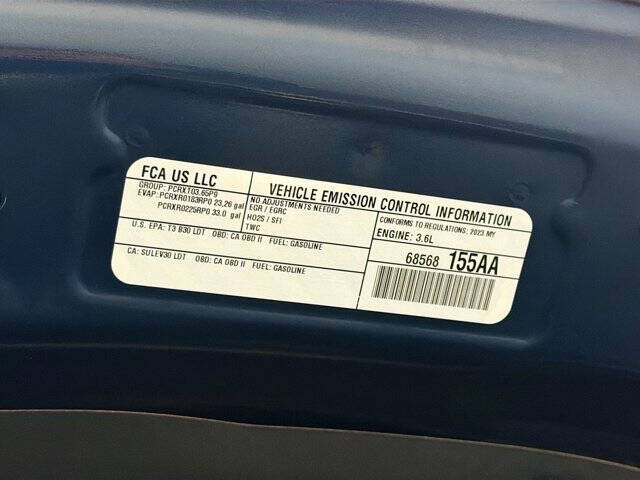 FCA US LLC
GROUP: PCRXT03.65P9
EVAP: PCRXR0183RP0 23,26 gal
PCRXR0225RP0 33.0 gal
U.S. EPA: T3 B30 LDT OBD: CA OBD II FUEL: GASOLINE
CA: SULEV30 LDT OBD: CA OBD II FUEL: GASOLINE
VEHICLE EMISSION CONTROL INFORMATION
NO ADJUSTMENTS NEEDED
EGR / EGRC
HO2S / SFI
TWC
CONFORMS TO REGULATIONS: 2023 MY
ENGINE: 3.6L
68568 155AA